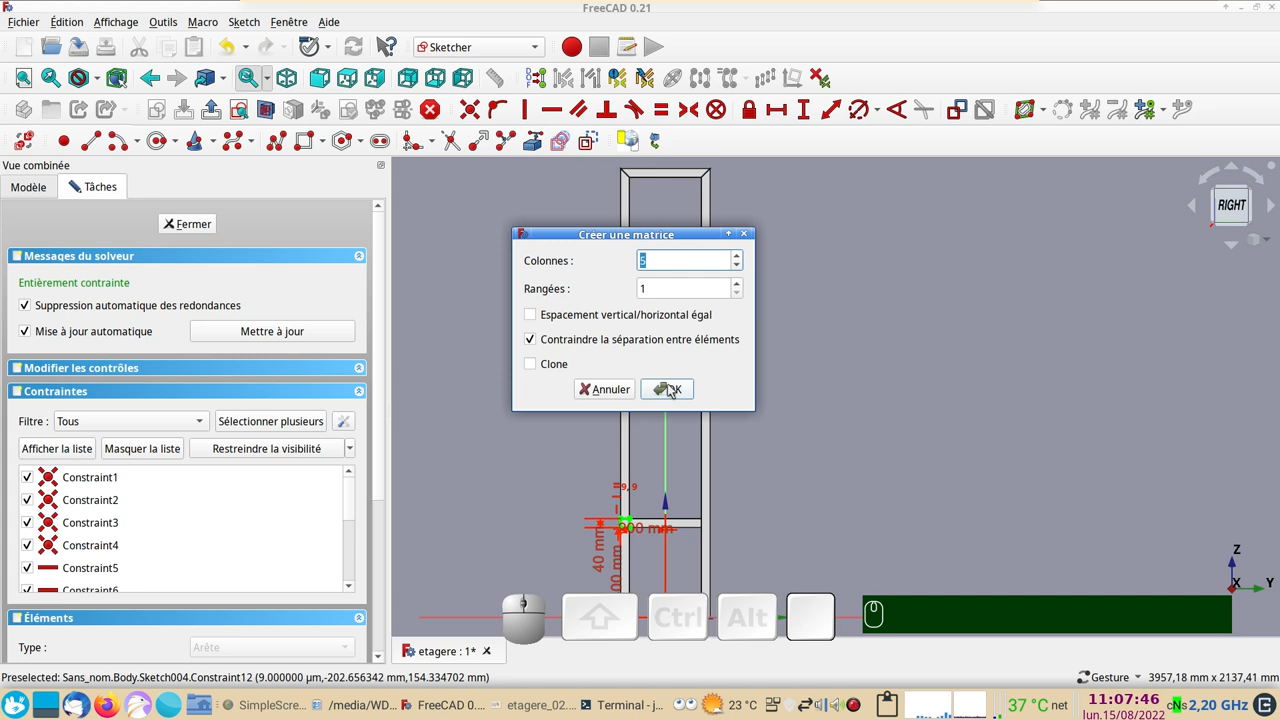 FreeCAD 0.21
Fichier Édition Affichage Outils Macro Sketch Fenêtre Aide
Sketcher
Vue combinée
Modèle Tâches
Fermer
Messages du solveur
Entièrement contrainte
Suppression automatique des redondances
Mise à jour automatique Mettre à jour
Modifier les contrôles
Contraintes
Filtre : Tous Sélectionner plusieurs
Afficher la liste Masquer la liste Restreindre la visibilité
Constraint1
Constraint2
Constraint3
Constraint4
Constraint5
Constraint6
Éléments
Type : Arête
Créer une matrice
Colonnes : 5
Rangées : 1
Espacement vertical/horizontal égal
Contraindre la séparation entre éléments
Clone
Annuler OK
RIGHT
9,9
40 mm
Z
X Y
Ctrl Alt
etagere : 1*
Preselected: Sans_nom.Body.Sketch004.Constraint12 (9.000000 µm,-202.656342 mm,154.334702 mm)
Gesture 3957,18 mm x 2137,41 mm
SimpleScre... /media/WD... etagere_02... Terminal - j... 23 °C 37 °C net 11:07:46 lun.15/08/2022 2,20 GHz